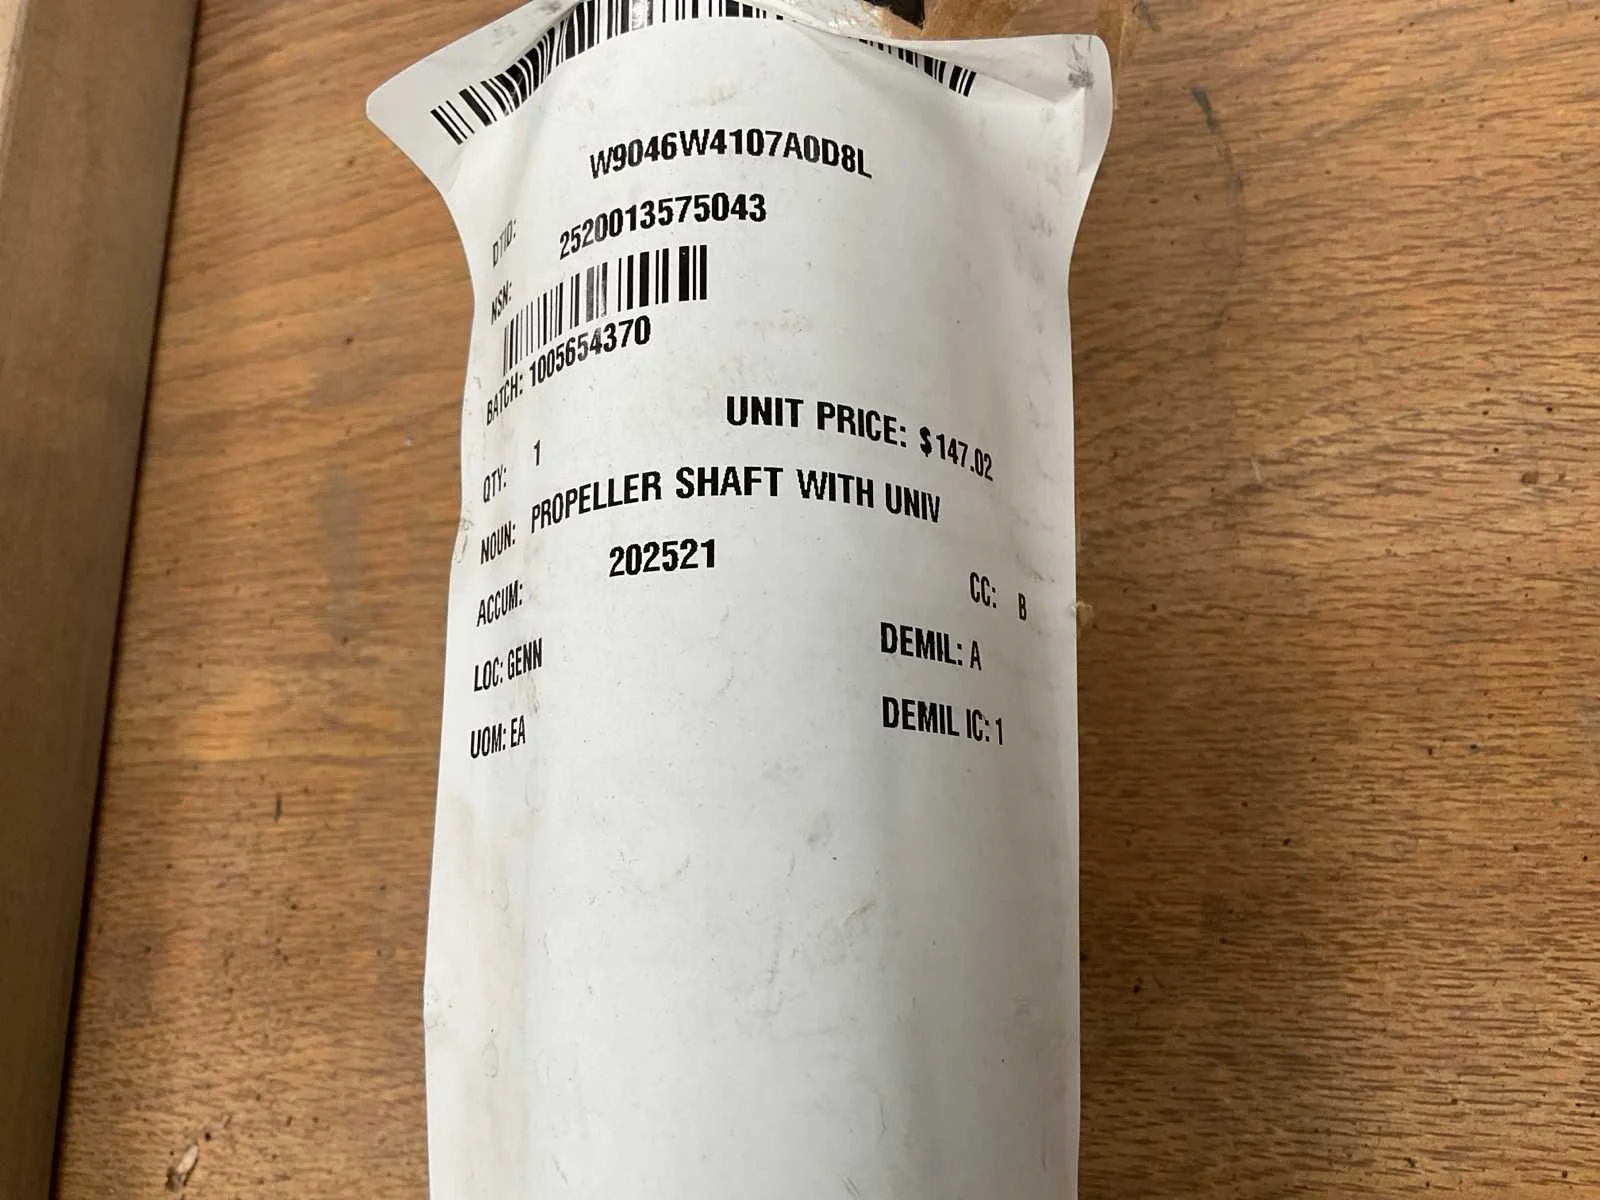 W9046W4107A0D8L
DTID:
2520013575043
NSN:
BATCH: 1005654370
UNIT PRICE: $147.02
QTY: 1
NOUN: PROPELLER SHAFT WITH UNIV
ACCUM: 202521
CC: B
LOC: GENN
DEMIL: A
UOM: EA
DEMIL IC: 1